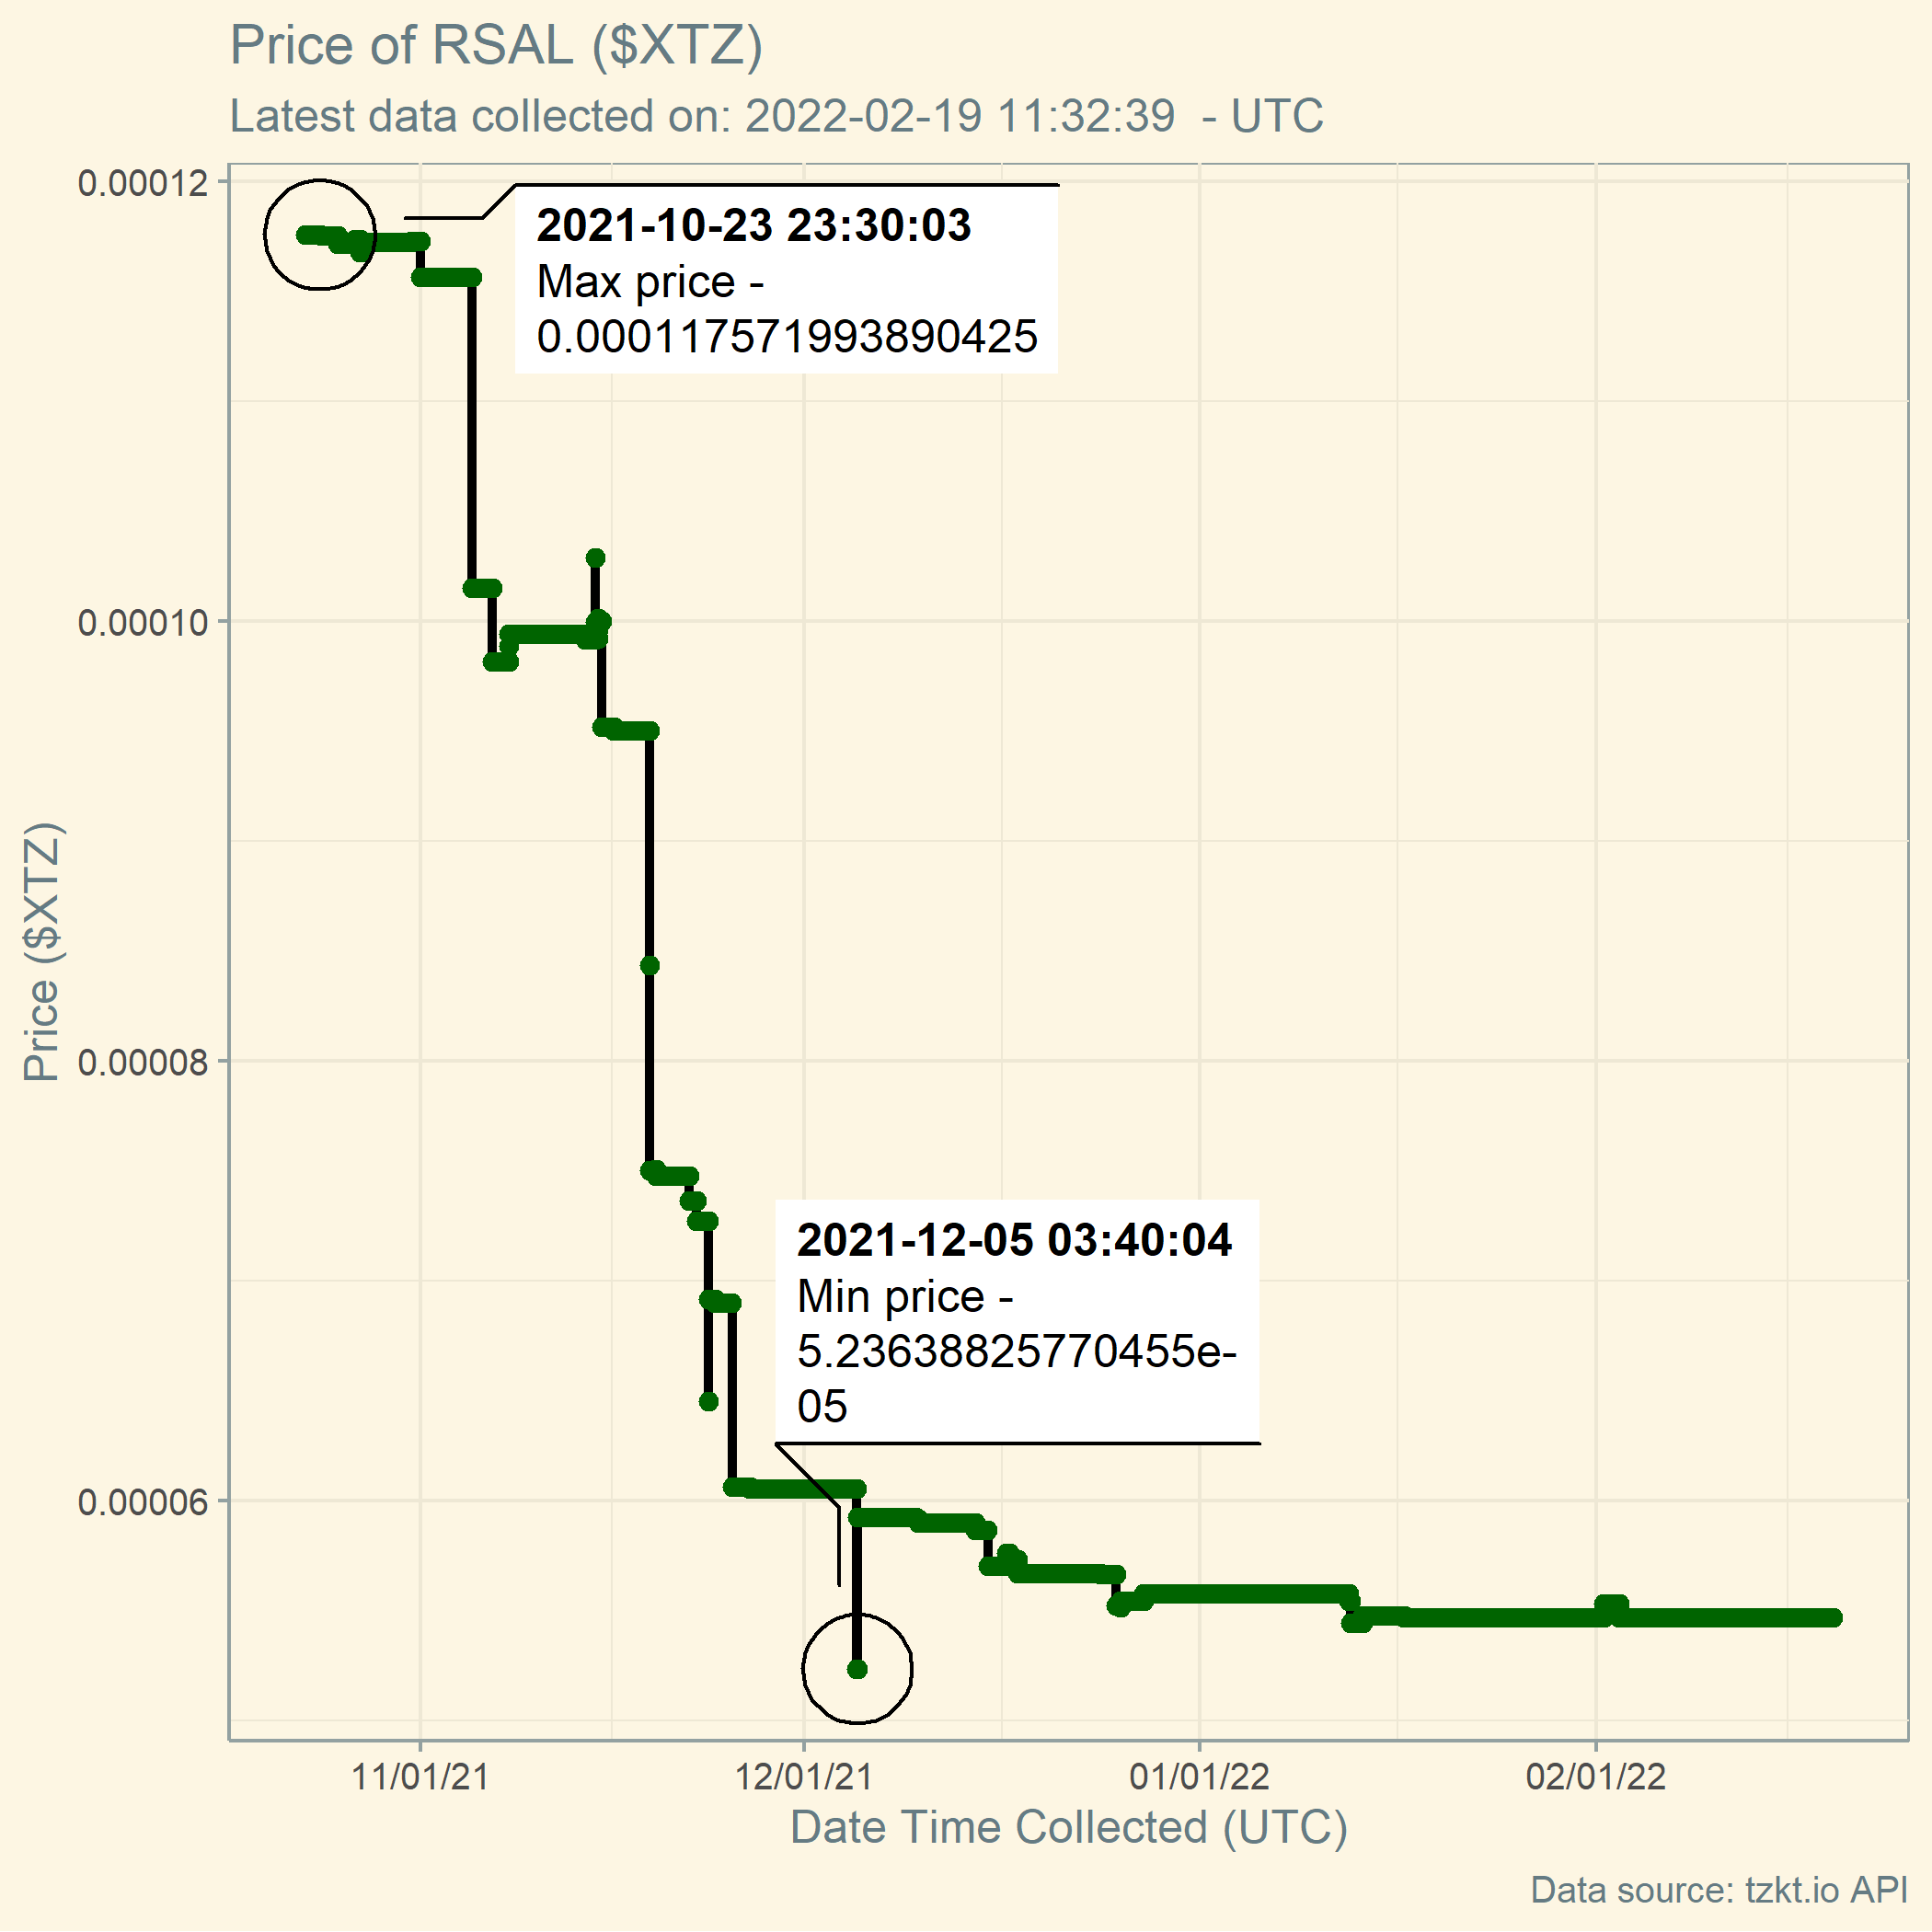 Price of RSAL ($XTZ)
Latest data collected on: 2022-02-19 11:32:39  - UTC
0.00012
2021-10-23 23:30:03
Max price -
0.000117571993890425
0.00010
Price ($XTZ)
0.00008
2021-12-05 03:40:04
Min price -
5.23638825770455e-
05
0.00006
11/01/21
12/01/21
01/01/22
02/01/22
Date Time Collected (UTC)
Data source: tzkt.io API